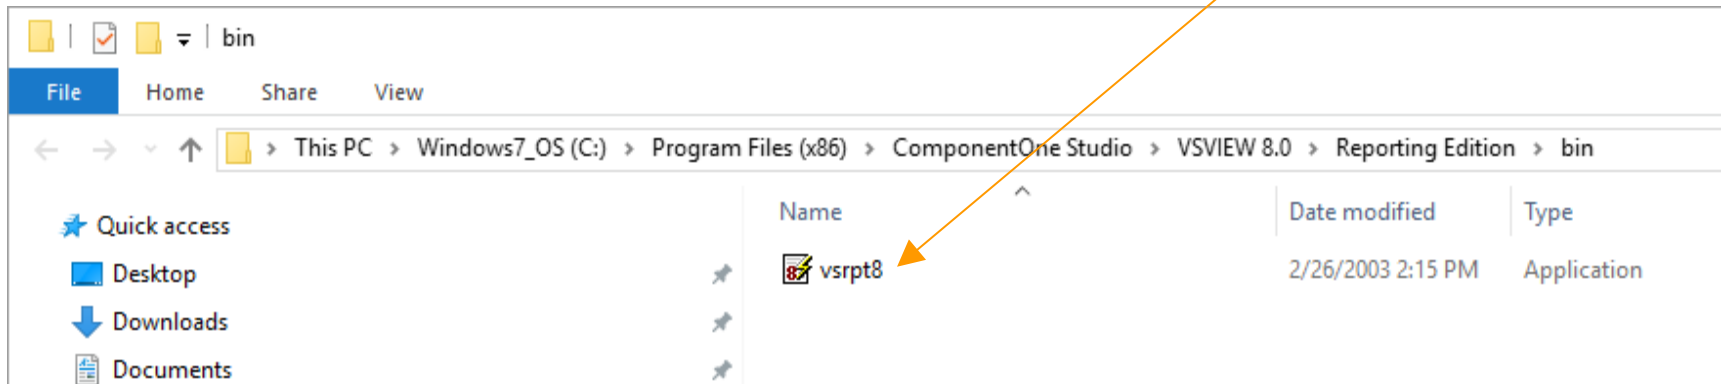 bin
File Home Share View
This PC > Windows7_OS (C:) > Program Files (x86) > ComponentOne Studio > VSVIEW 8.0 > Reporting Edition > bin
Name Date modified Type
Quick access
vsrpt8 2/26/2003 2:15 PM Application
Desktop
Downloads
Documents